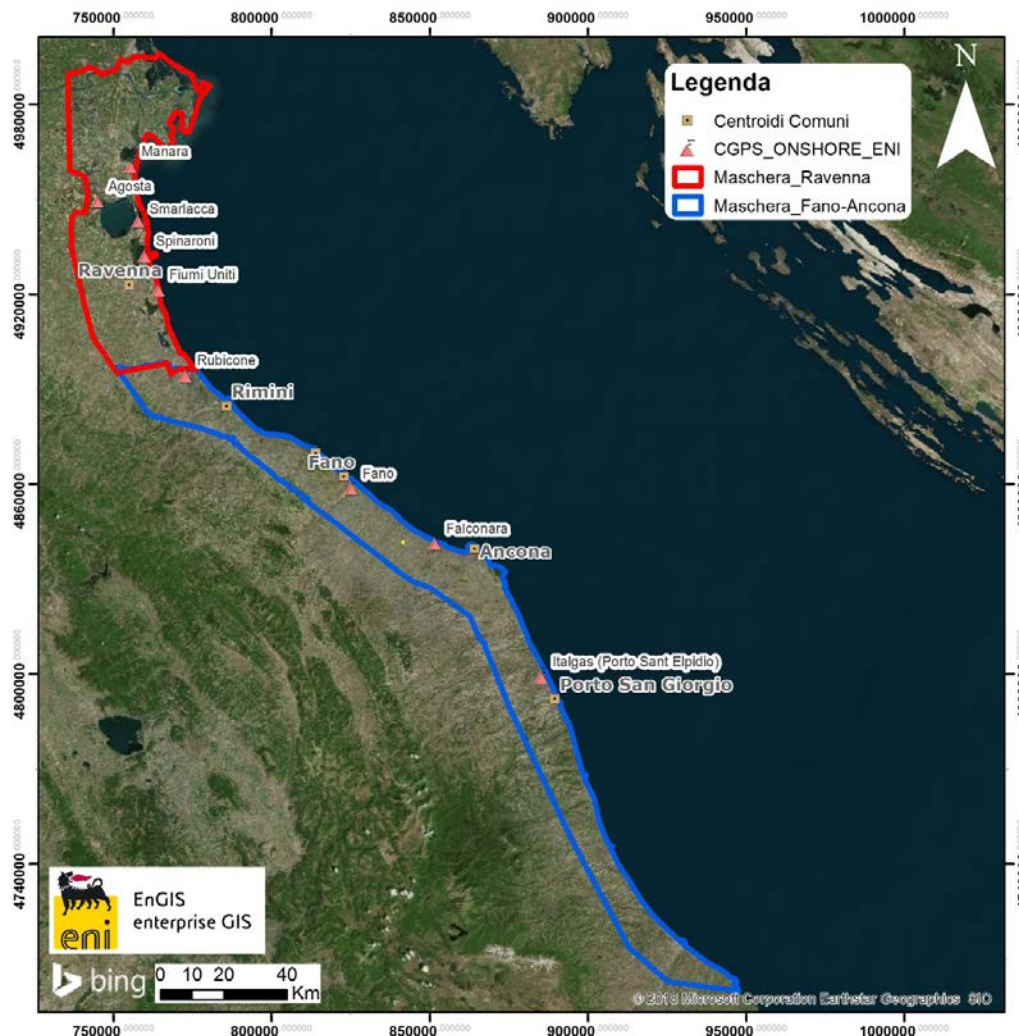 750000 800000 850000 900000 950000 1000000
N
Legenda
Centroidi Comuni
CGPS_ONSHORE_ENI
Maschera_Ravenna
Maschera_Fano-Ancona
4980000
4920000
4860000
4800000
4740000
Manara
Agosta
Smarlacca
Spinaroni
Ravenna
Fiumi Uniti
Rubicone
Rimini
Fano
Fano
Falconara
Ancona
Italgas (Porto Sant Elpidio)
Porto San Giorgio
eni
EnGIS
enterprise GIS
bing
0 10 20 40
Km
© 2018 Microsoft Corporation Earthstar Geographics SIO
750000 800000 850000 900000 950000 1000000